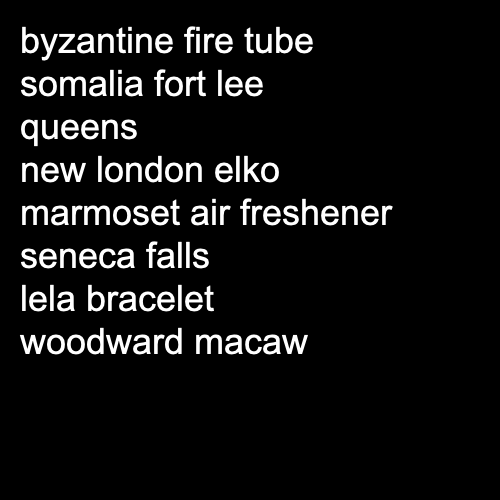 byzantine fire tube
somalia fort lee
queens
new london elko
marmoset air freshener
seneca falls
lela bracelet
woodward macaw